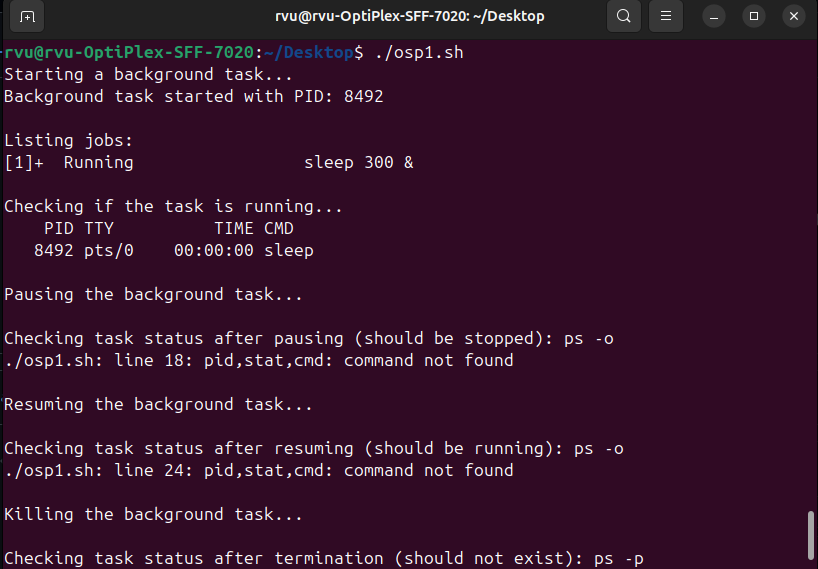 rvu@rvu-OptiPlex-SFF-7020: ~/Desktop
rvu@rvu-OptiPlex-SFF-7020:~/Desktop$ ./osp1.sh
Starting a background task...
Background task started with PID: 8492
Listing jobs:
[1]+  Running                 sleep 300 &
Checking if the task is running...
    PID TTY          TIME CMD
   8492 pts/0    00:00:00 sleep
Pausing the background task...
Checking task status after pausing (should be stopped): ps -o
./osp1.sh: line 18: pid,stat,cmd: command not found
Resuming the background task...
Checking task status after resuming (should be running): ps -o
./osp1.sh: line 24: pid,stat,cmd: command not found
Killing the background task...
Checking task status after termination (should not exist): ps -p